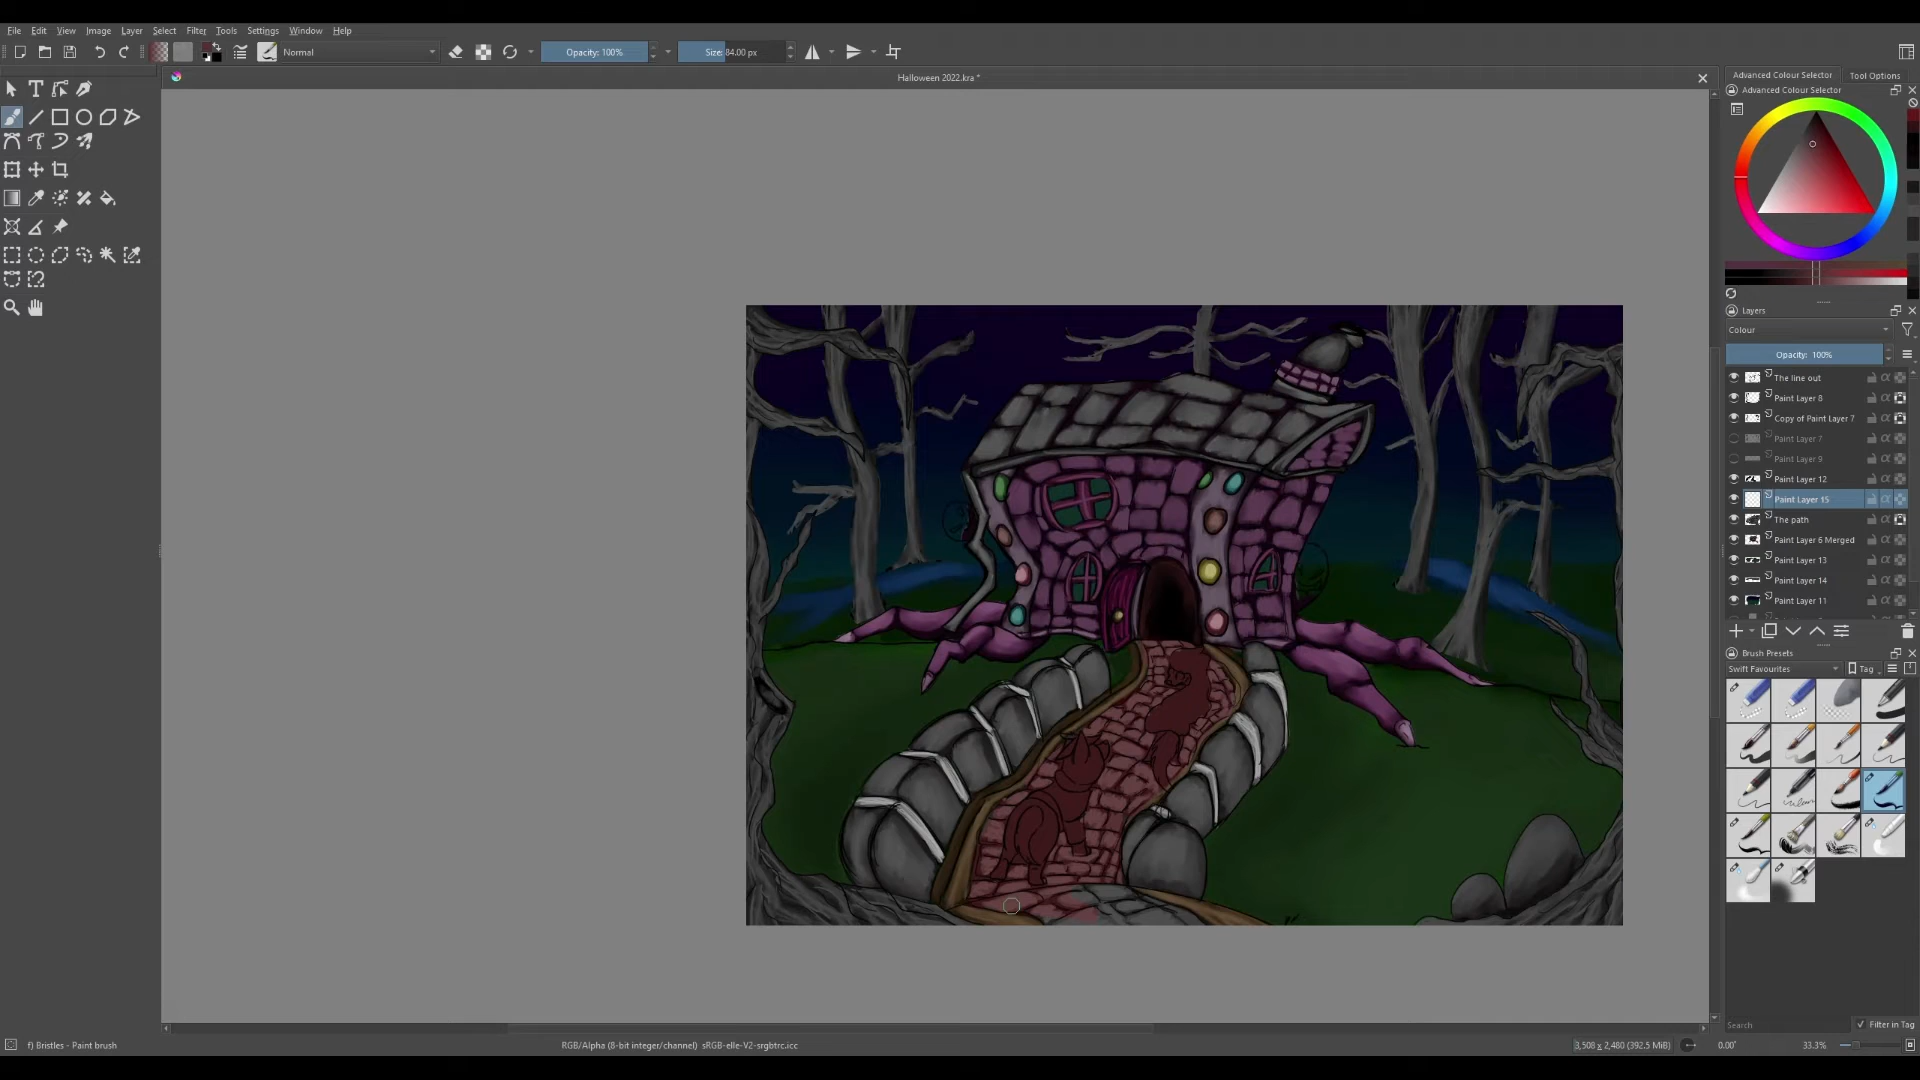 File Edit View Image Layer Select Filter Tools Settings Window Help
Normal Opacity: 100% Size: 84.00 px
Halloween 2022.kra *
Advanced Colour Selector Tool Options
Advanced Colour Selector
Layers
Colour
Opacity: 100%
The line out
Paint Layer 8
Copy of Paint Layer 7
Paint Layer 7
Paint Layer 9
Paint Layer 12
Paint Layer 15
The path
Paint Layer 6 Merged
Paint Layer 13
Paint Layer 14
Paint Layer 11
Brush Presets
Swift Favourites Tag
Search Filter in Tag
f) Bristles - Paint brush RGB/Alpha (8-bit integer/channel) sRGB-elle-V2-srgbtrc.icc 3,508 x 2,480 (392.5 MiB) 0.00° 33.3%